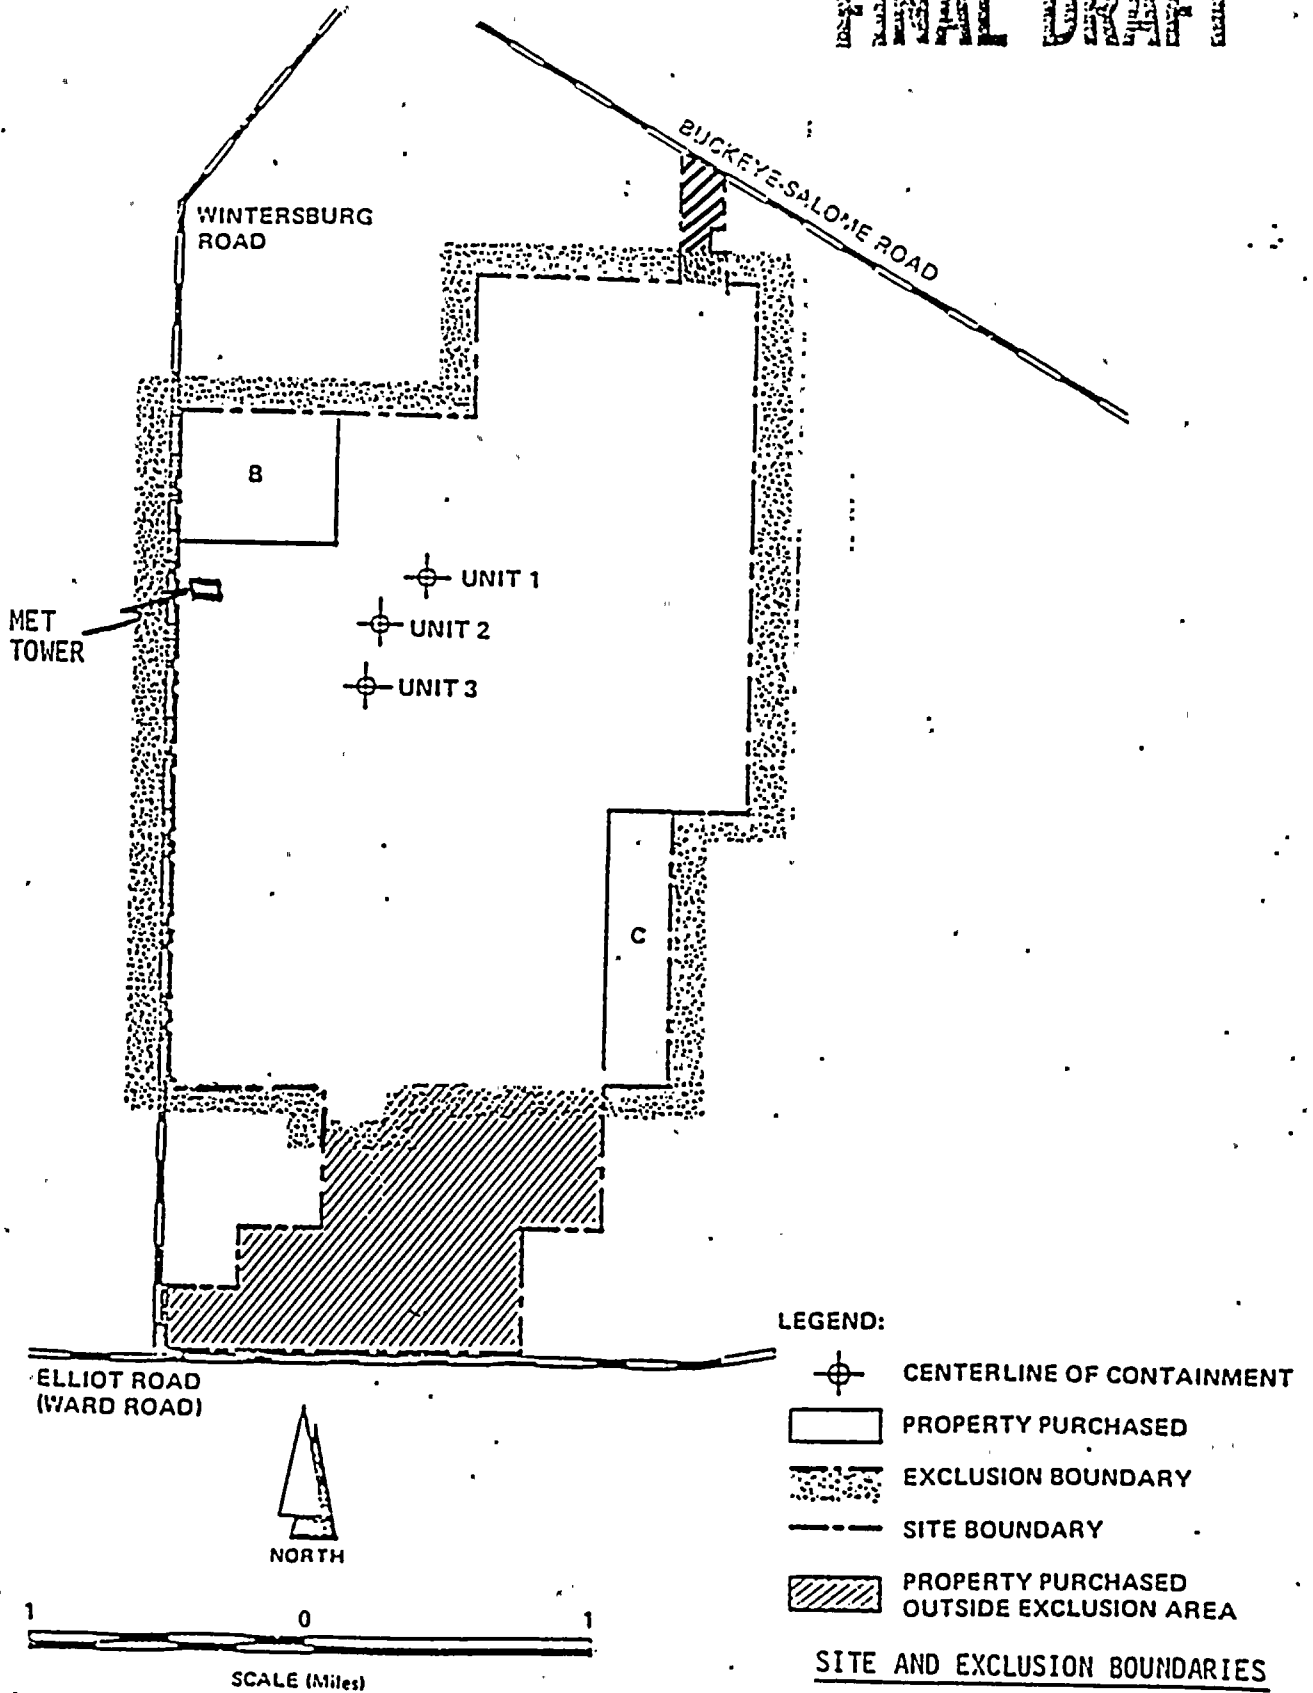 FINAL DRAFT
BUCKEYE-SALOME ROAD
WINTERSBURG
ROAD
B
UNIT 1
MET
TOWER
UNIT 2
UNIT 3
C
LEGEND:
CENTERLINE OF CONTAINMENT
ELLIOT ROAD
(WARD ROAD)
PROPERTY PURCHASED
EXCLUSION BOUNDARY
SITE BOUNDARY
NORTH
PROPERTY PURCHASED
OUTSIDE EXCLUSION AREA
1 0 1
SCALE (Miles)
SITE AND EXCLUSION BOUNDARIES